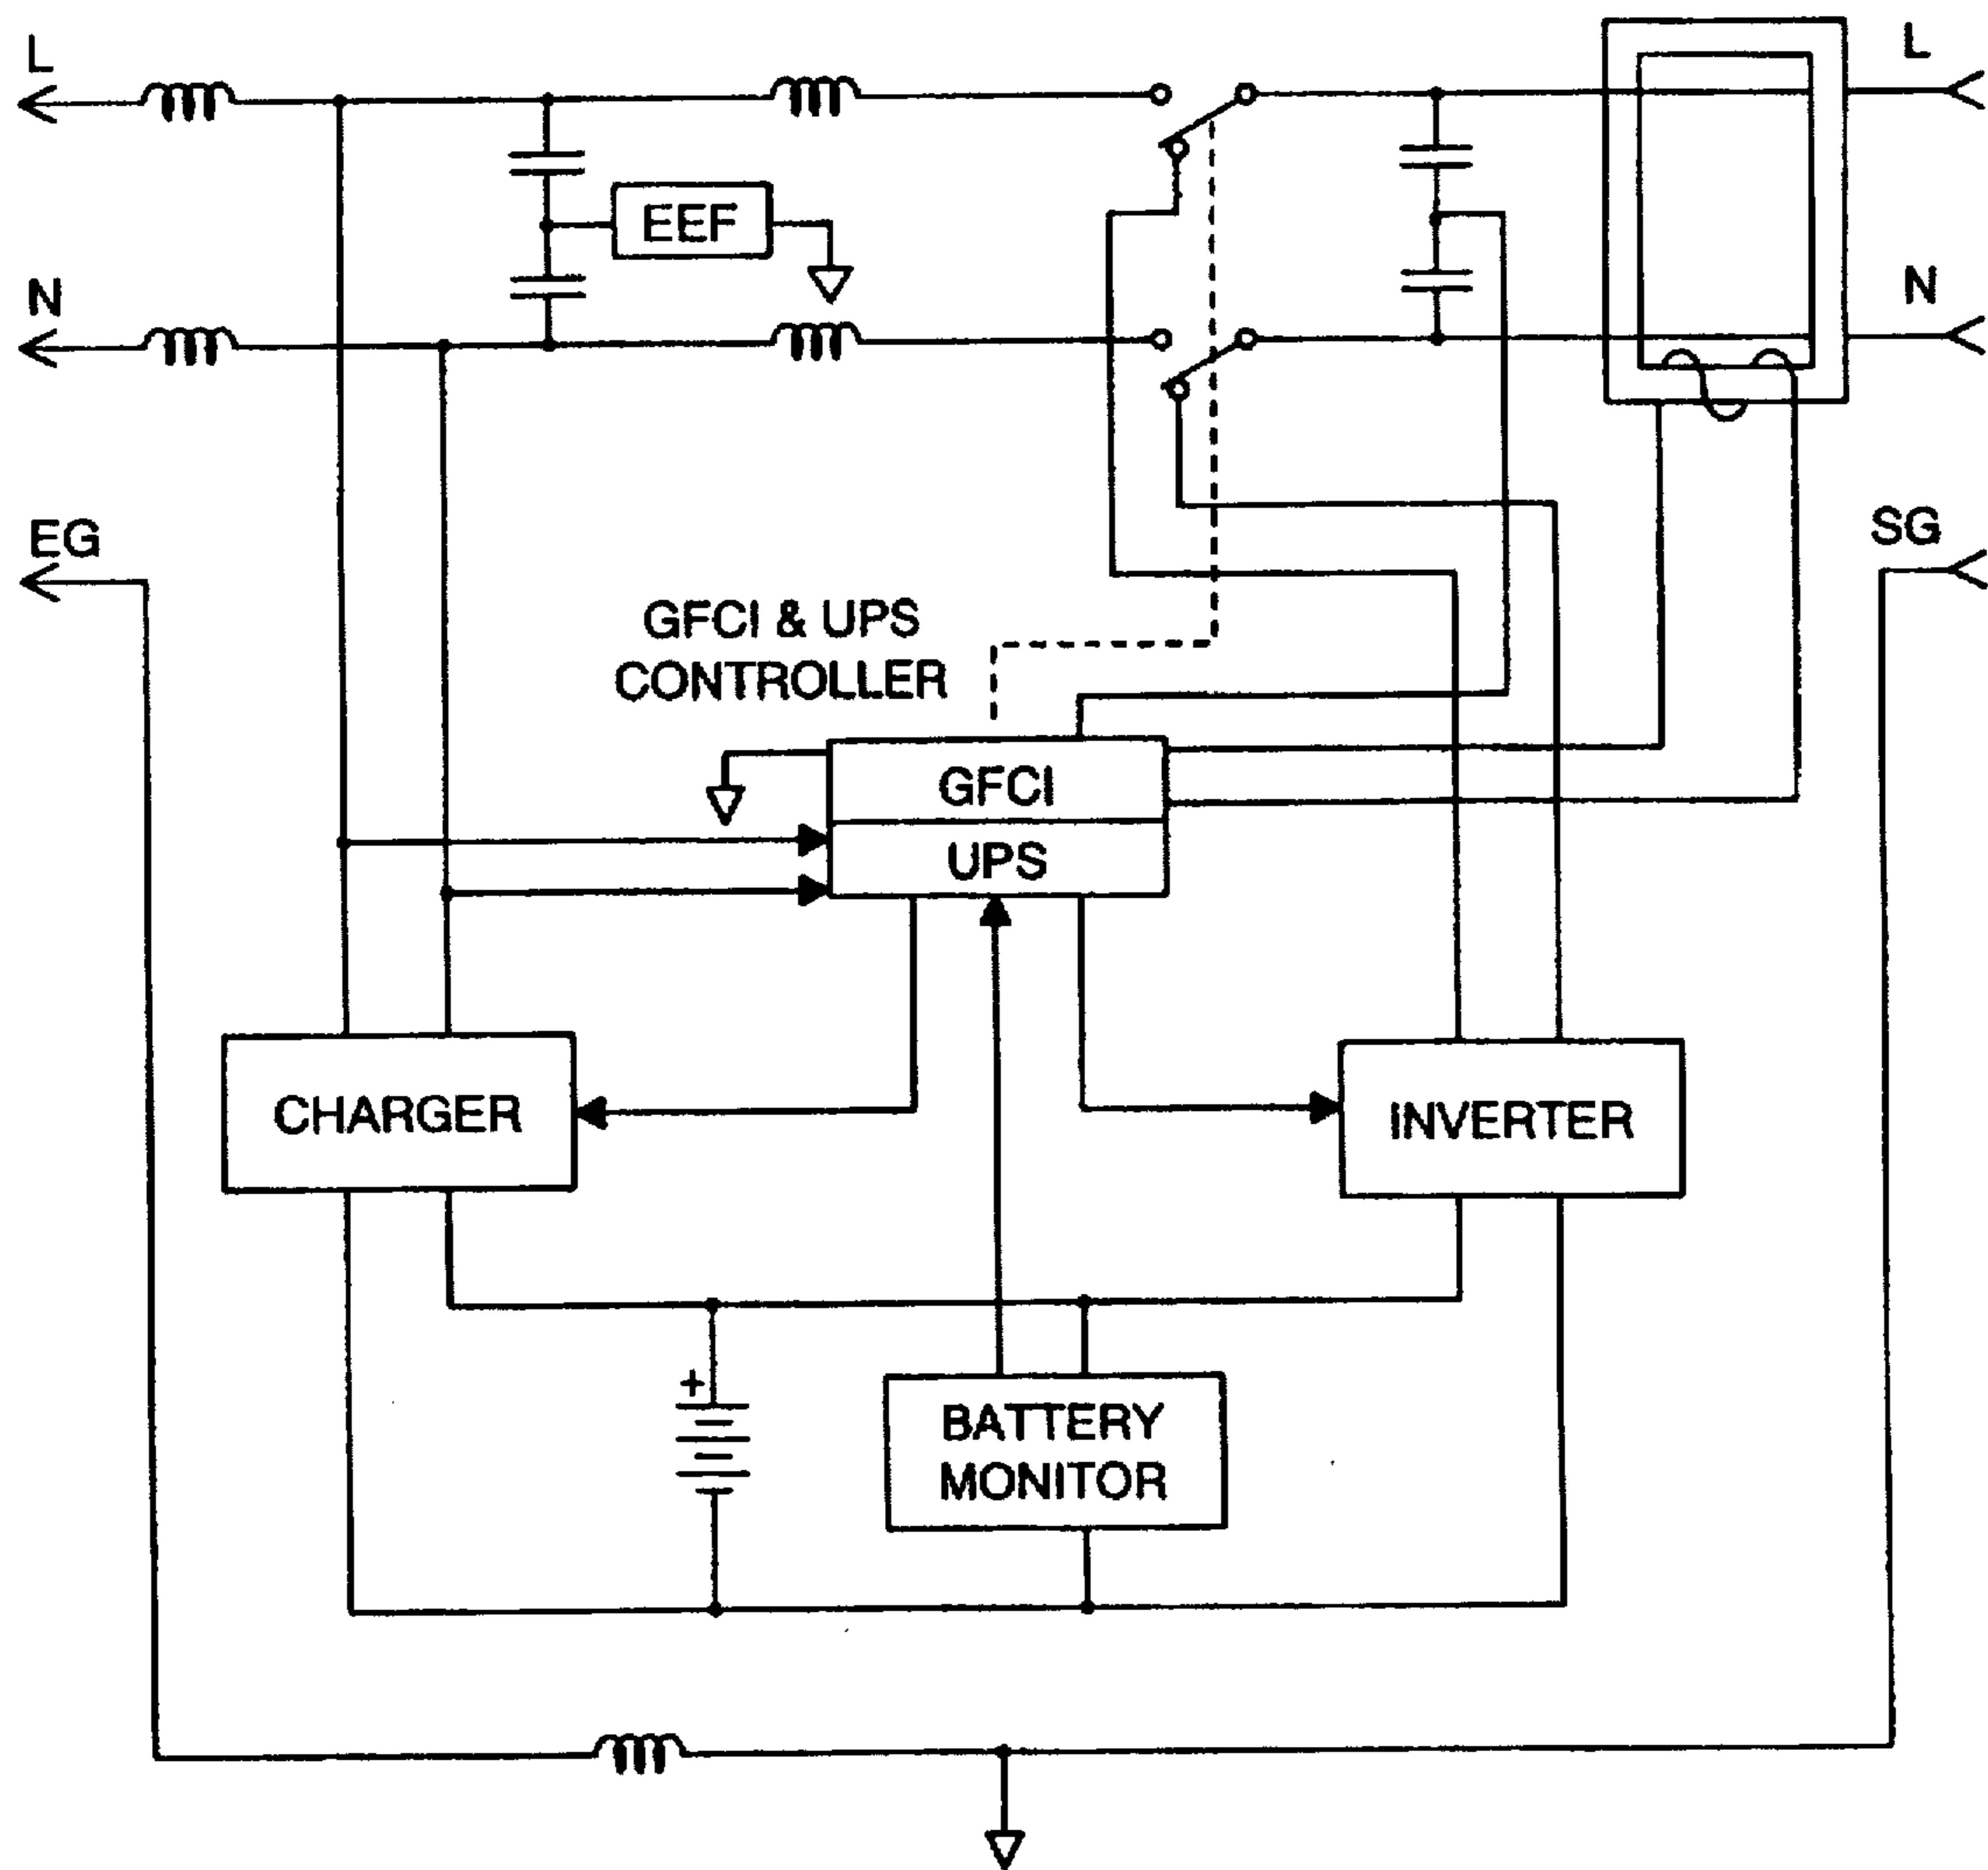 L
L
EEF
N
N
EG
SG
GFCI & UPS
CONTROLLER
GFCI
UPS
CHARGER
INVERTER
+
BATTERY
MONITOR